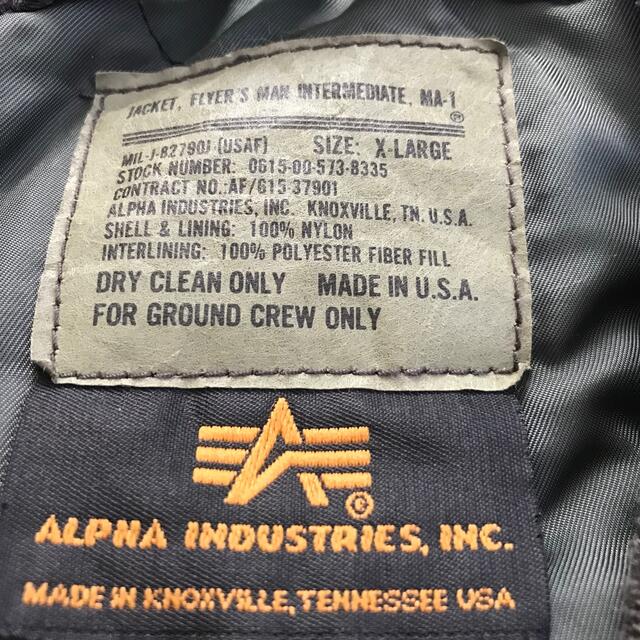 JACKET, FLYER'S MAN INTERMEDIATE, MA-1
®
MIL-J-82790J (USAF) SIZE: X-LARGE
STOCK NUMBER: 0615-00-573-8335
CONTRACT NO.:AF/615-37901
ALPHA INDUSTRIES, INC. KNOXVILLE, TN. U.S.A.
SHELL & LINING: 100% NYLON
INTERLINING: 100% POLYESTER FIBER FILL
DRY CLEAN ONLY MADE IN U.S.A.
FOR GROUND CREW ONLY
®
ALPHA INDUSTRIES, INC.
MADE IN KNOXVILLE, TENNESSEE USA